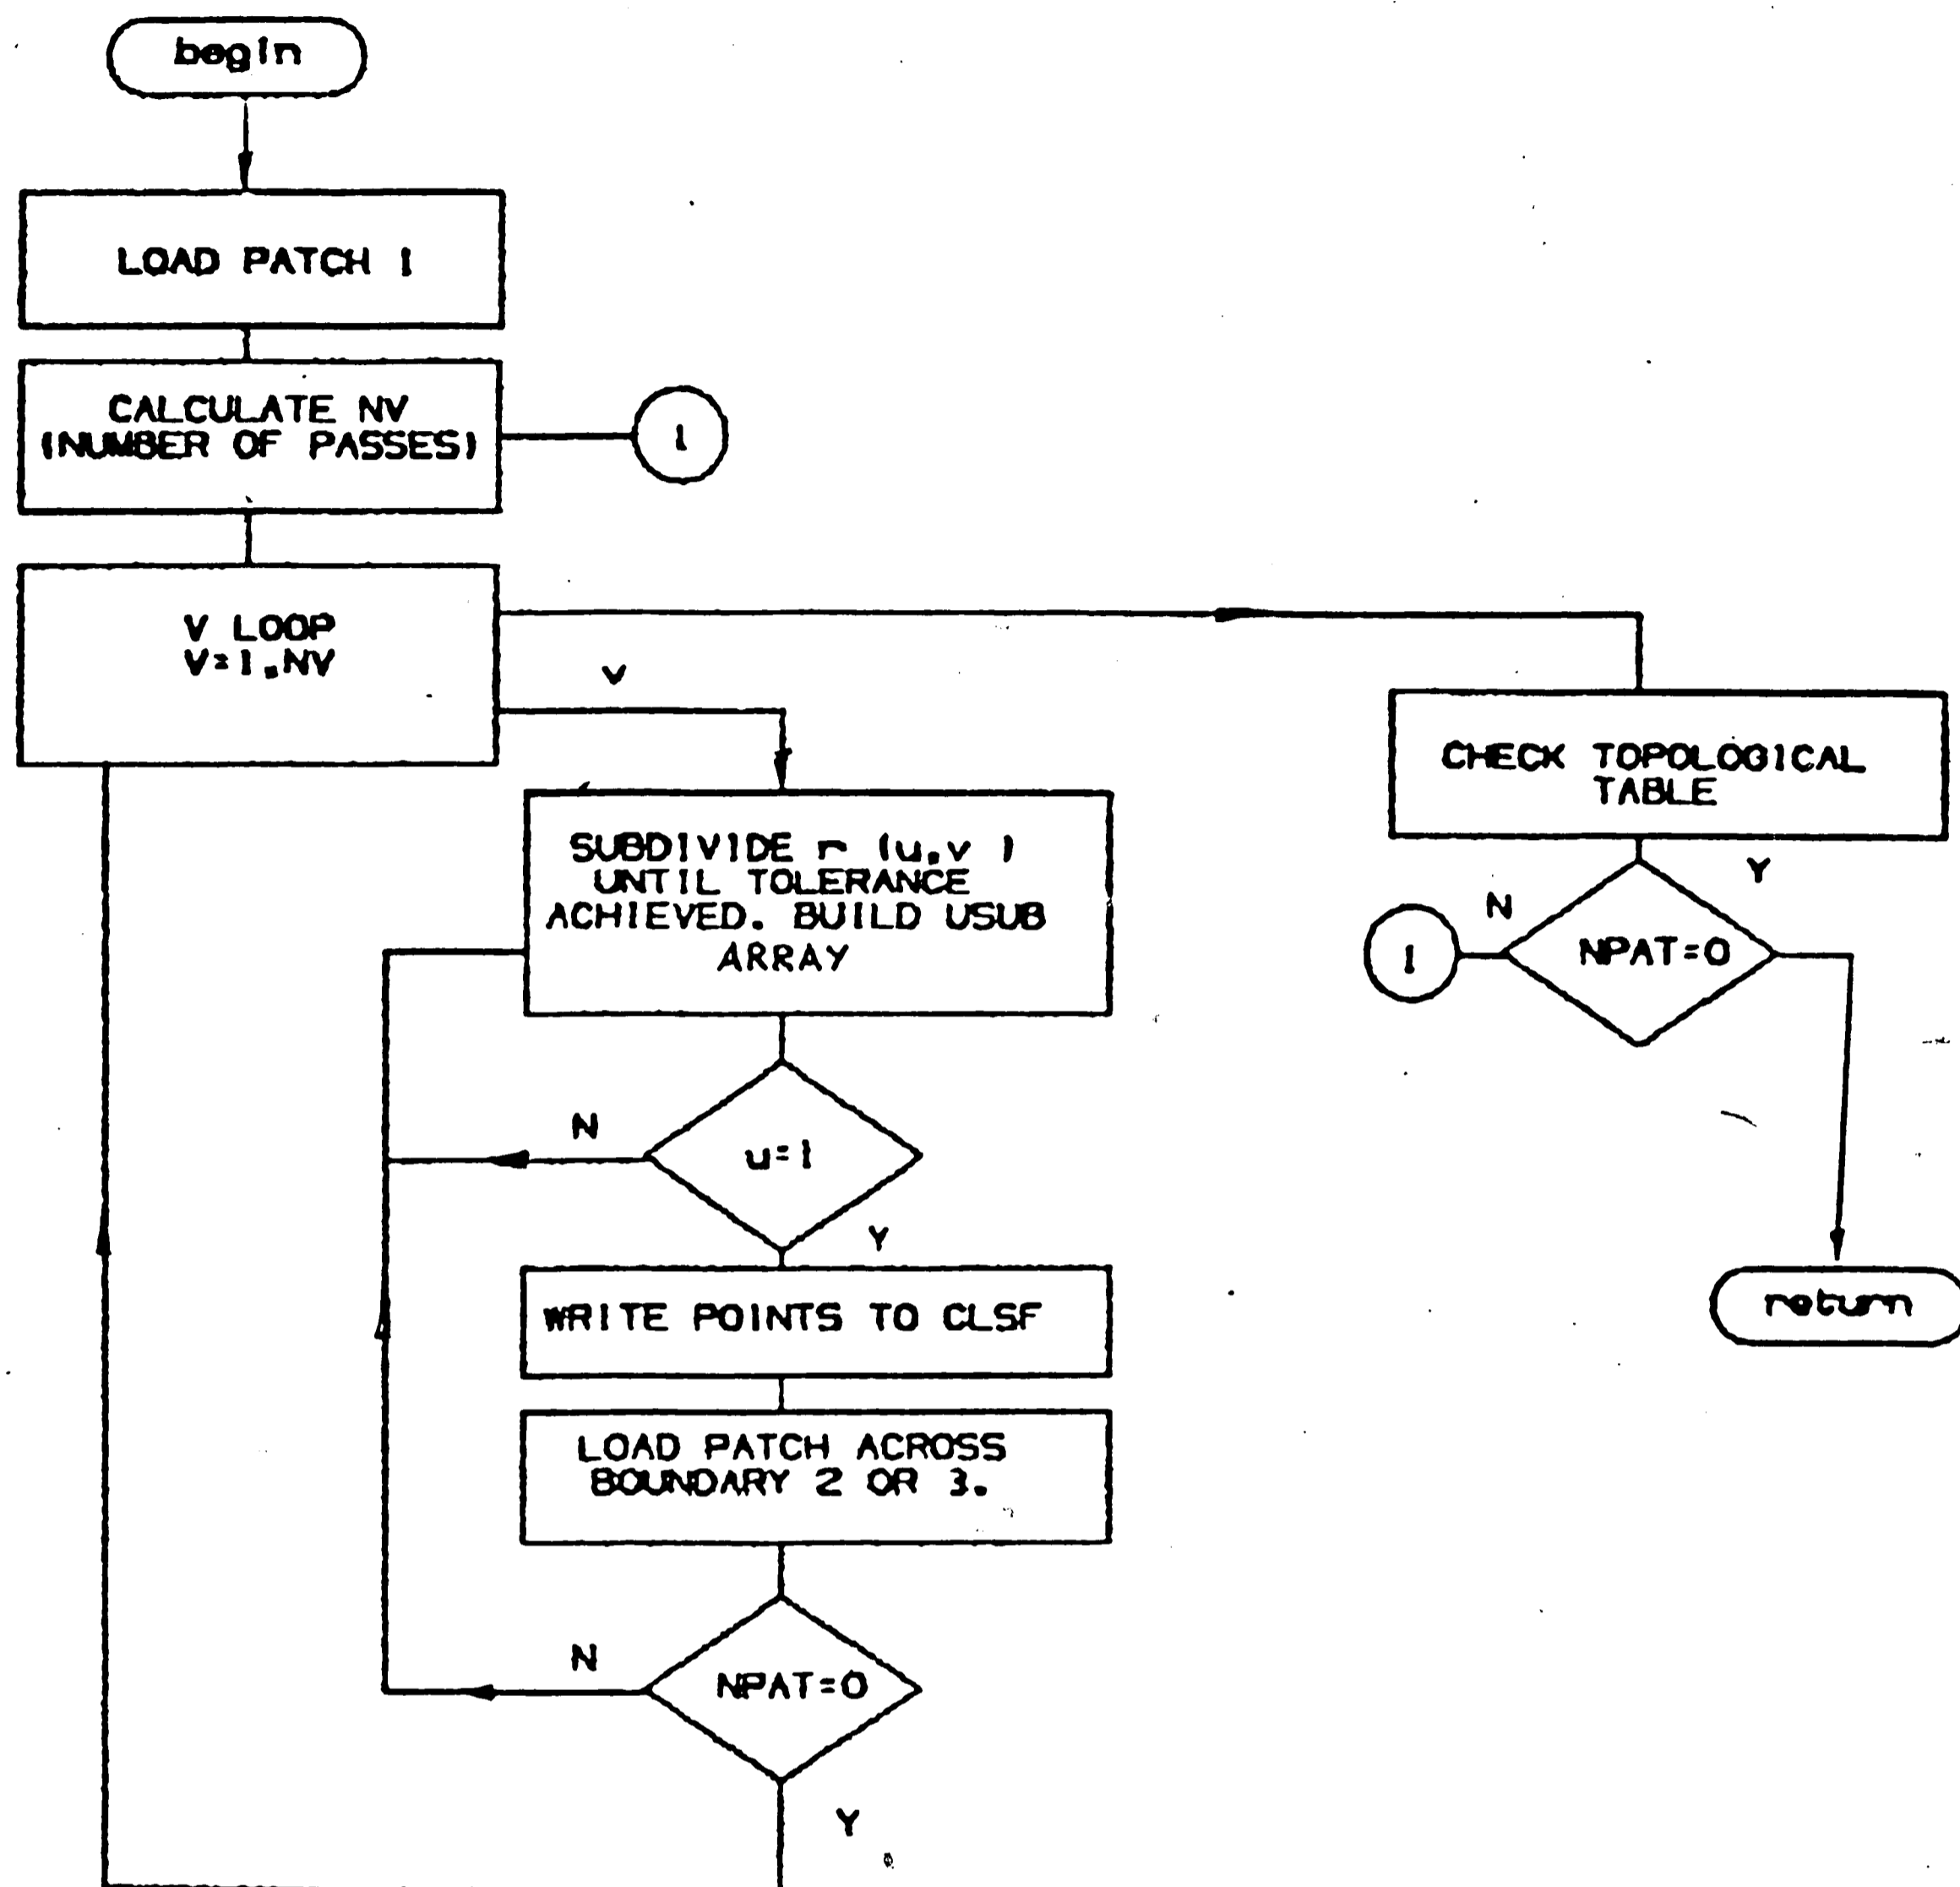 begin
LOAD PATCH 1
CALCULATE NV
(NUMBER OF PASSES)
1
V LOOP
V=1,NV
v
CHECK TOPOLOGICAL
TABLE
SUBDIVIDE r (u,v )
UNTIL TOLERANCE
ACHIEVED. BUILD USUB
ARRAY
Y
N
1
NPAT=0
N
u=1
Y
WRITE POINTS TO CLSF
return
LOAD PATCH ACROSS
BOUNDARY 2 OR 3.
N
NPAT=0
Y